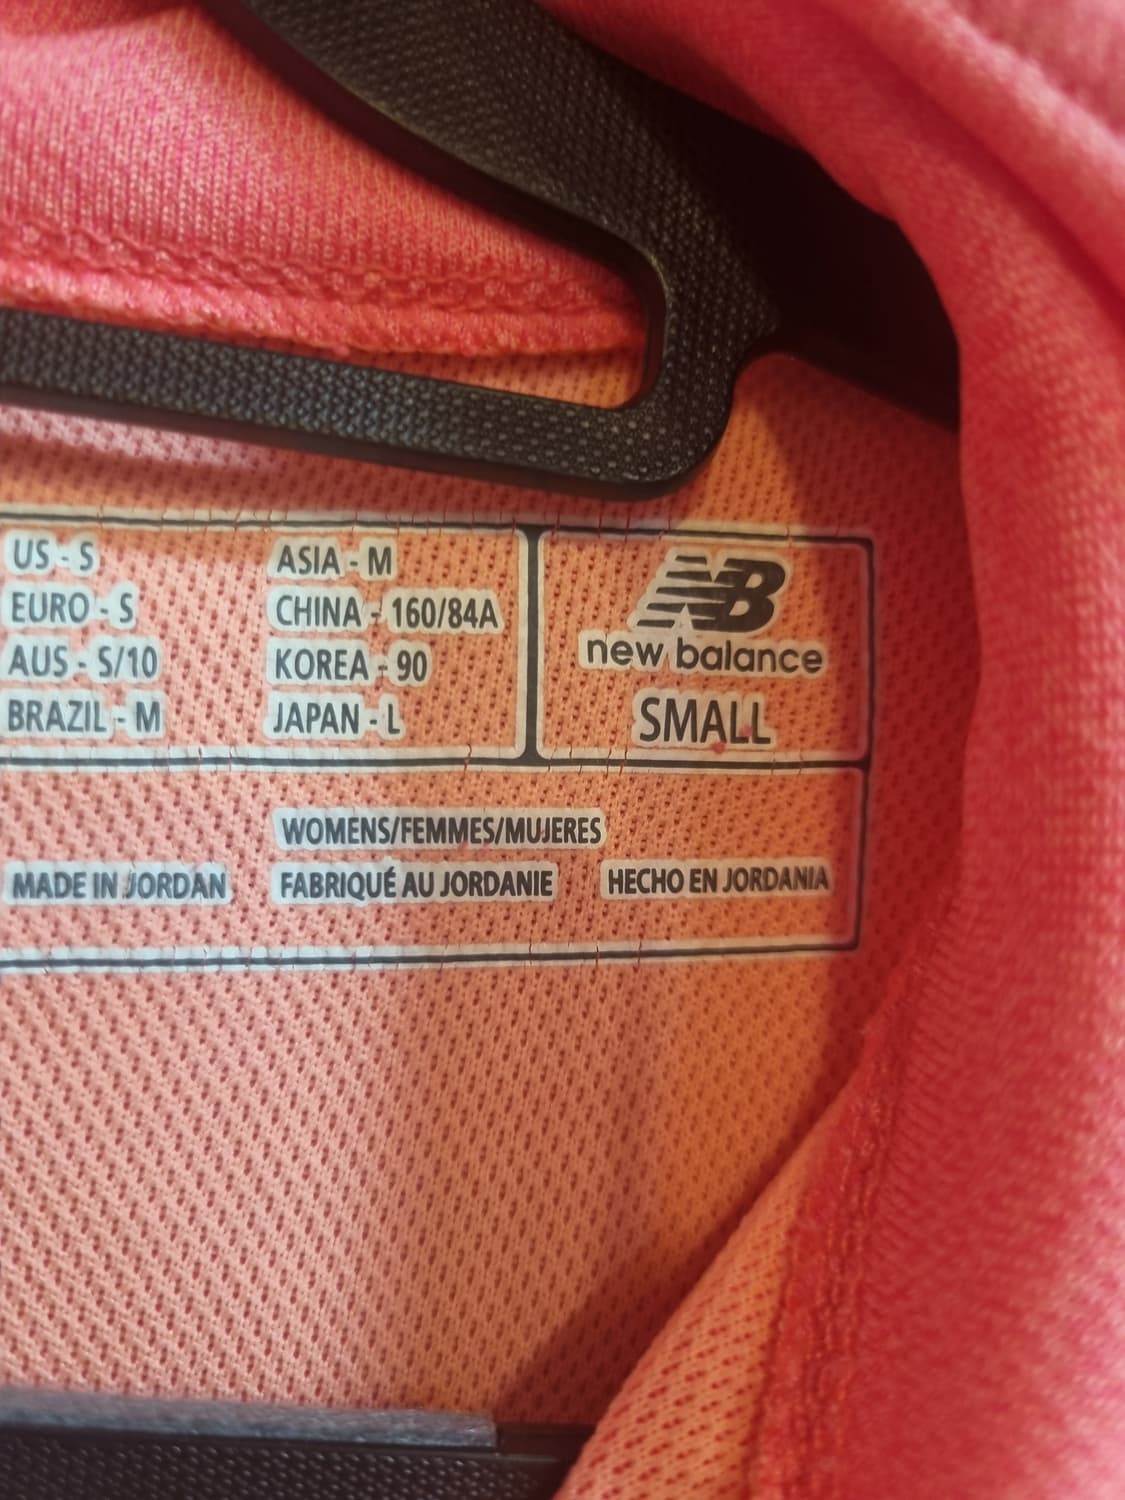 US - S
EURO - S
AUS - S/10
BRAZIL - M
ASIA - M
CHINA - 160/84A
KOREA - 90
JAPAN - L
NB
new balance
SMALL
WOMENS/FEMMES/MUJERES
MADE IN JORDAN
FABRIQUÉ AU JORDANIE
HECHO EN JORDANIA